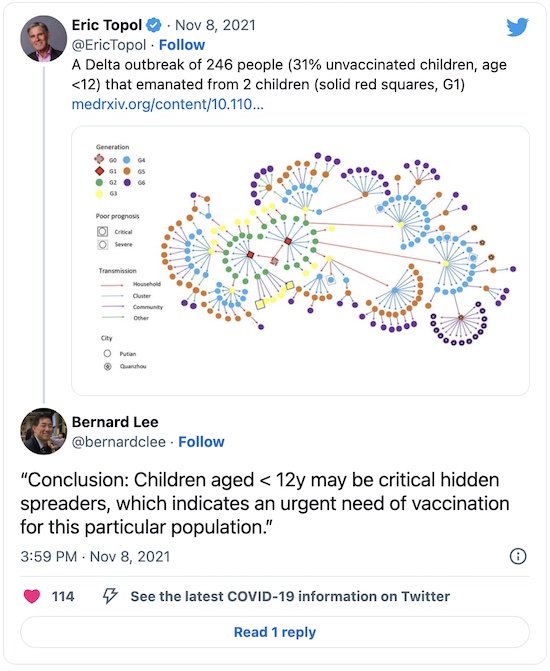 Eric Topol · Nov 8, 2021
@EricTopol · Follow
A Delta outbreak of 246 people (31% unvaccinated children, age
<12) that emanated from 2 children (solid red squares, G1)
medrxiv.org/content/10.110...
Generation
G0 G4
G1 G5
G2 G6
G3
Poor prognosis
Critical
Severe
Transmission
Household
Cluster
Community
Other
City
Putian
Quanzhou
Bernard Lee
@bernardclee · Follow
“Conclusion: Children aged < 12y may be critical hidden
spreaders, which indicates an urgent need of vaccination
for this particular population.”
3:59 PM · Nov 8, 2021
114 See the latest COVID-19 information on Twitter
Read 1 reply